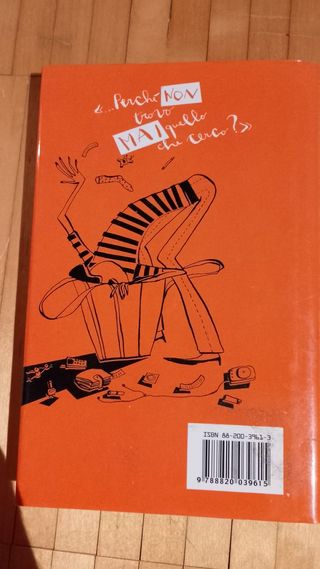 «...Perché NON
trovo
MAI quello
che cerco?»
ISBN 88-200-3961-3
9 788820 039615